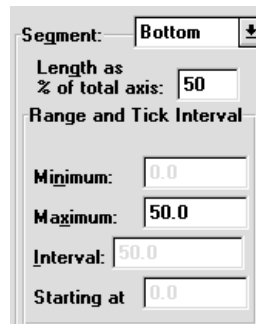 Segment: Bottom
Length as
% of total axis: 50
Range and Tick Interval
Minimum: 0.0
Maximum: 50.0
Interval: 50.0
Starting at 0.0